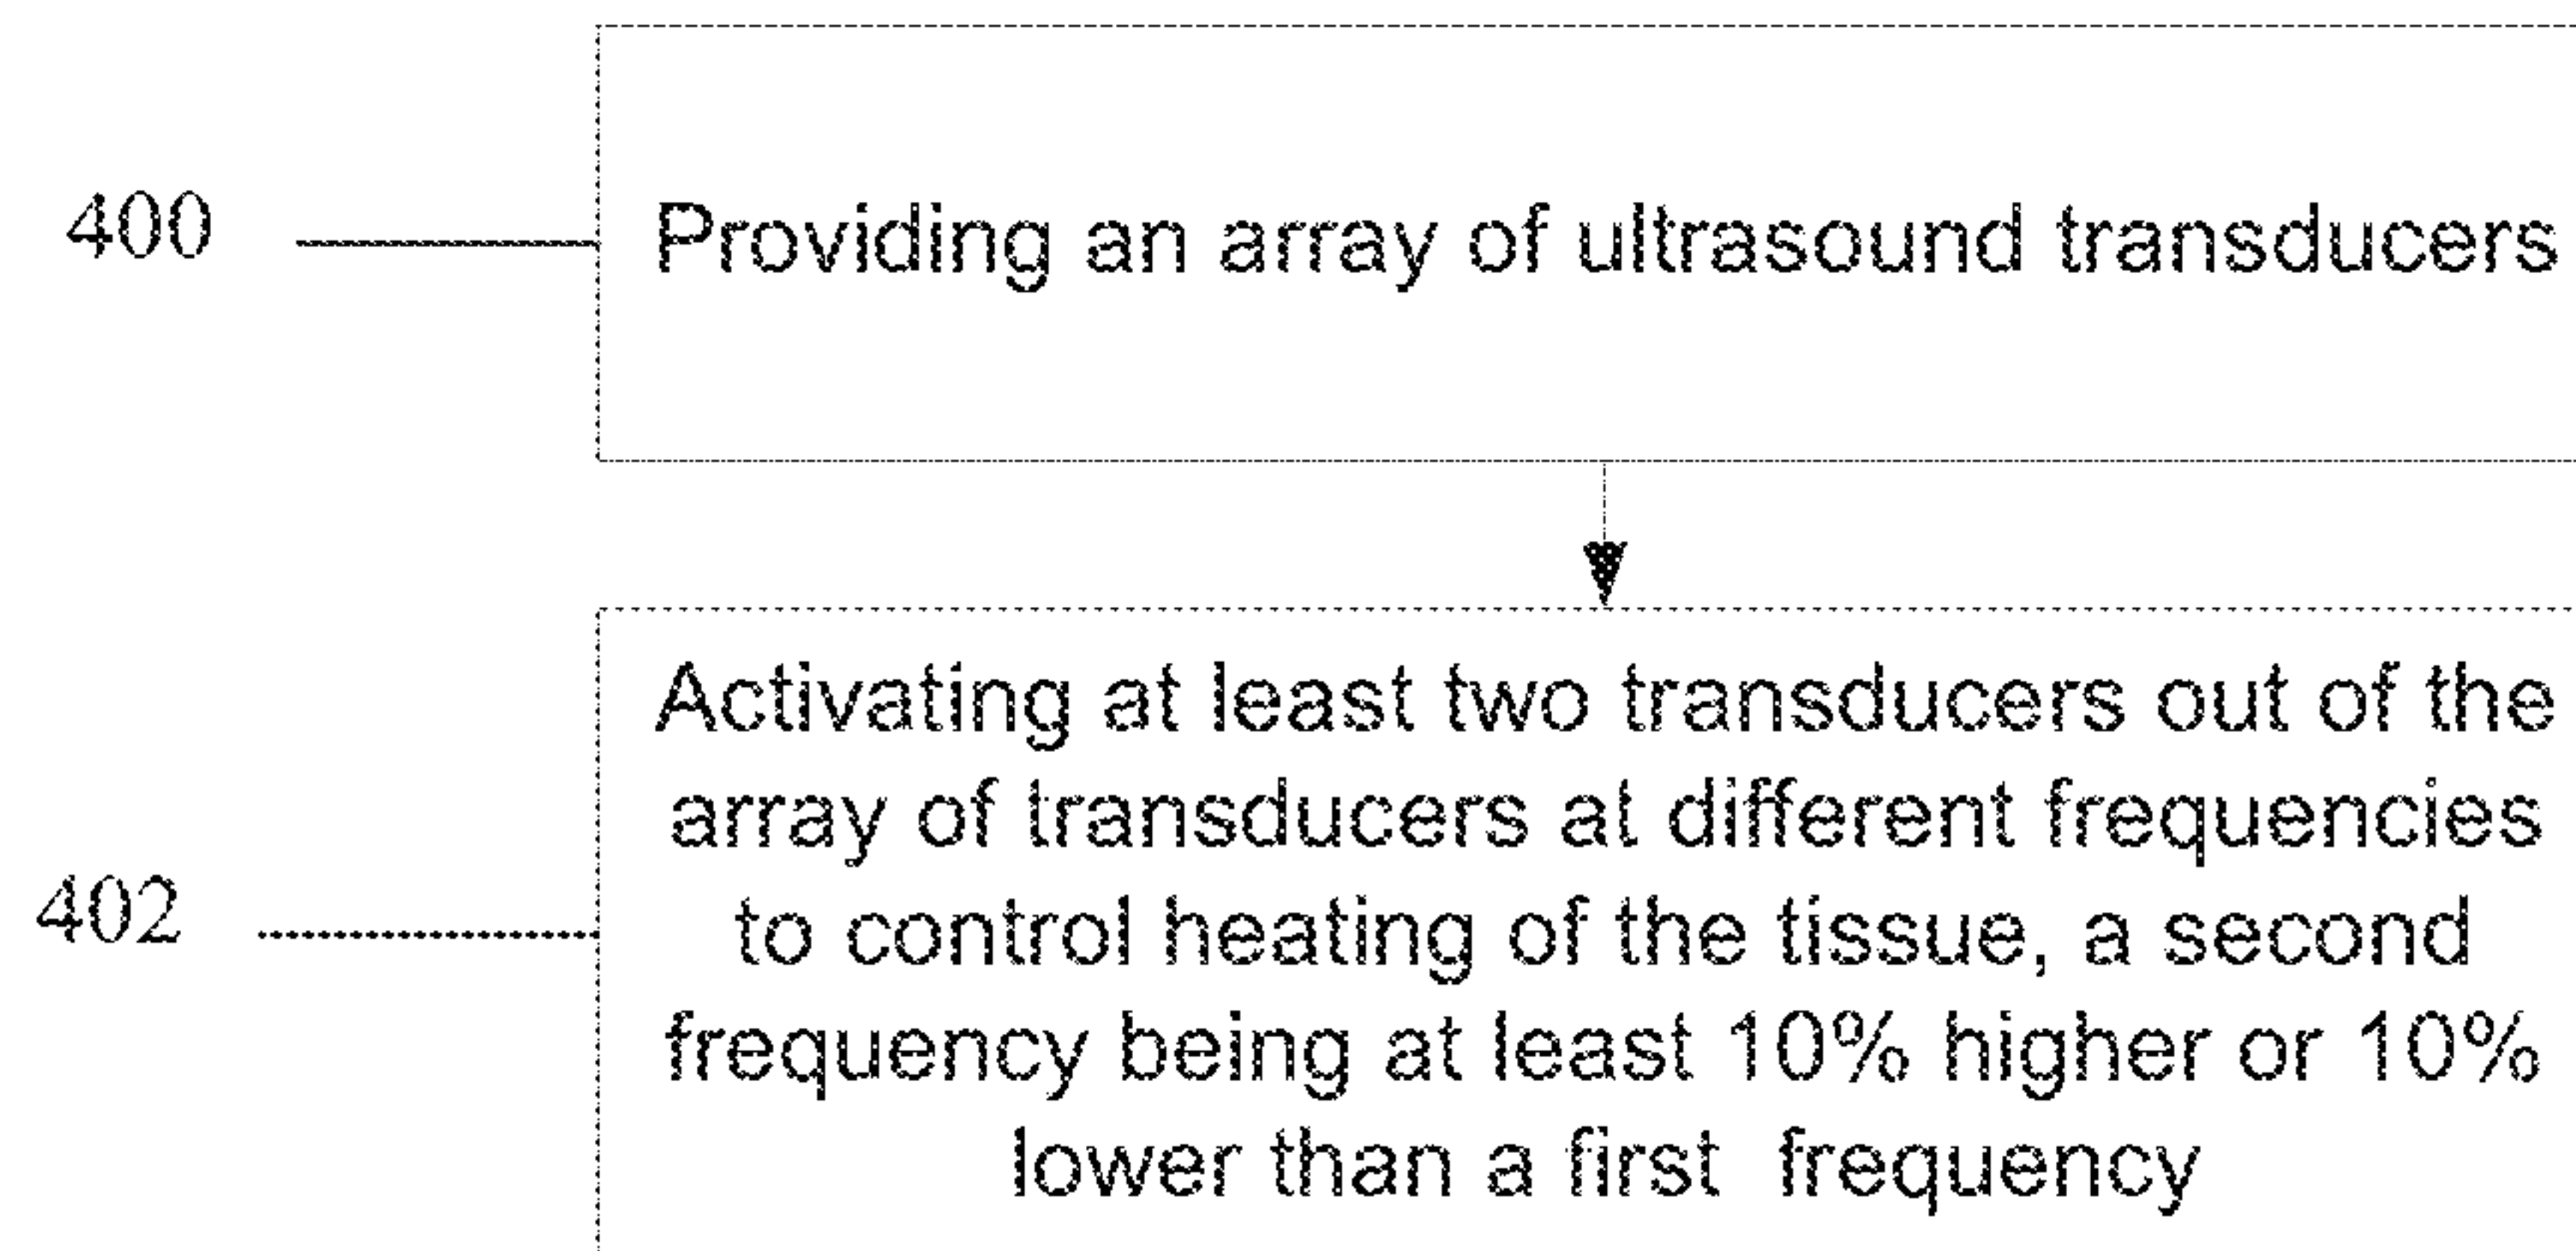 400
Providing an array of ultrasound transducers
Activating at least two transducers out of the
array of transducers at different frequencies
402
to control heating of the tissue, a second
frequency being at least 10% higher or 10%
lower than a first frequency